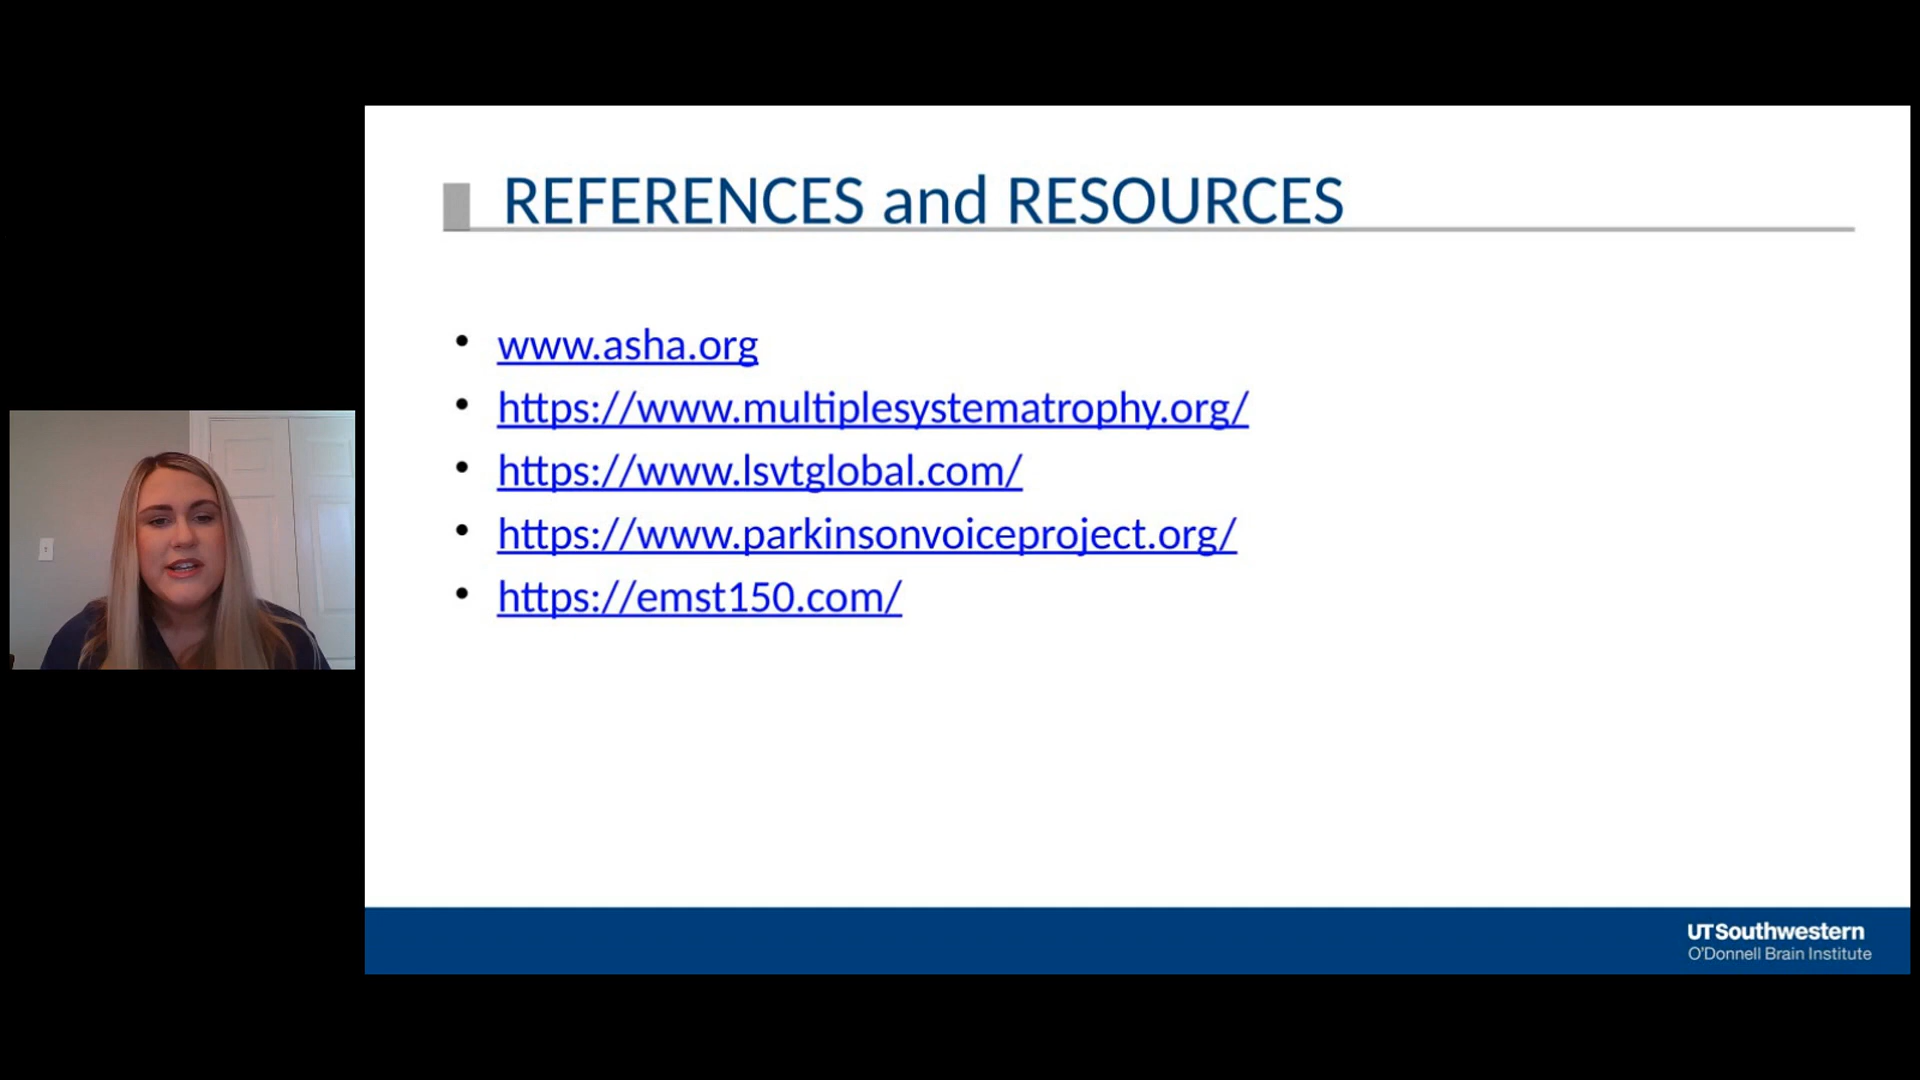 REFERENCES and RESOURCES
• www.asha.org
• https://www.multiplesystematrophy.org/
• https://www.lsvtglobal.com/
• https://www.parkinsonvoiceproject.org/
• https://emst150.com/
UTSouthwestern
O'Donnell Brain Institute